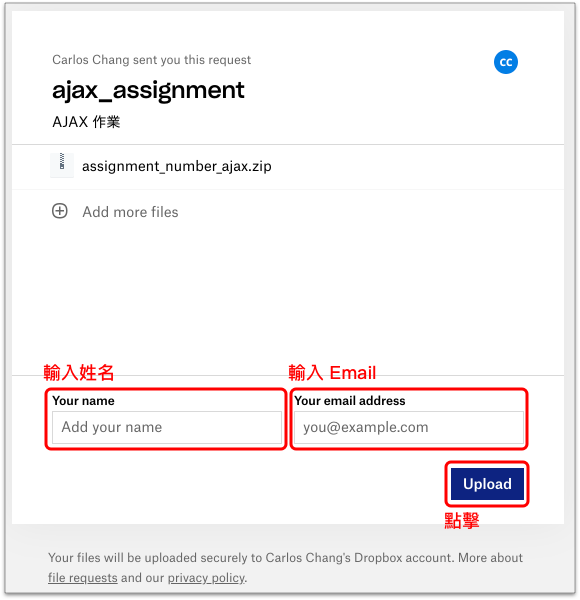 Carlos Chang sent you this request
CC
ajax_assignment
AJAX 作業
assignment_number_ajax.zip
Add more files
輸入姓名
輸入 Email
Your name
Your email address
Add your name
you@example.com
Upload
點擊
Your files will be uploaded securely to Carlos Chang's Dropbox account. More about
file requests and our privacy policy.